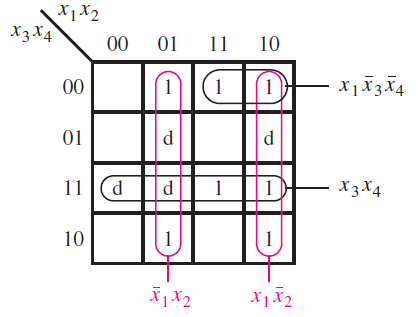 x₁x₂
x₃x₄
00 01 11 10
00 1 1 1 x₁x̄₃x̄₄
01 d d
11 d d 1 1 x₃x₄
10 1 1
x̄₁x₂ x₁x̄₂